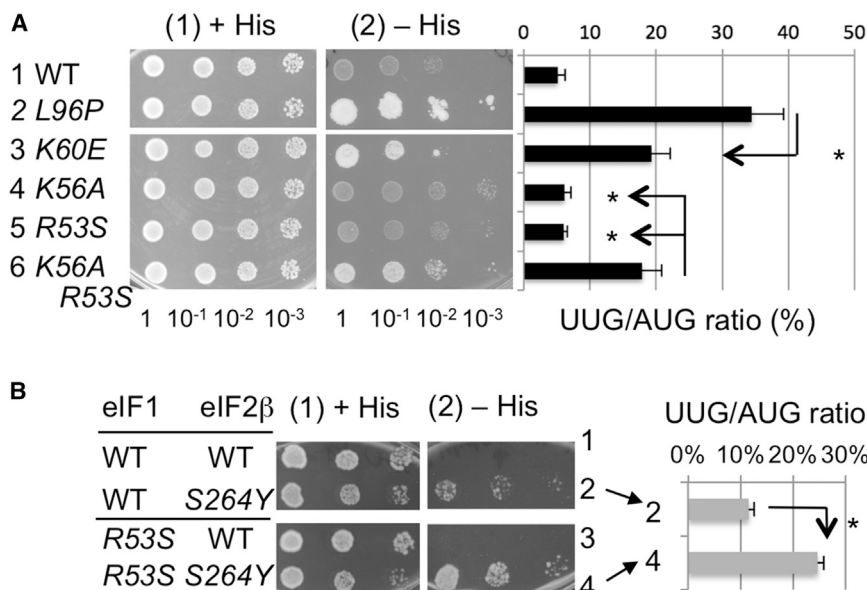 A
(1) + His (2) – His
0 10 20 30 40 50
1 WT
2 L96P
3 K60E
*
4 K56A
*
5 R53S
*
6 K56A
R53S
1 10-1 10-2 10-3
1 10-1 10-2 10-3
UUG/AUG ratio (%)
B
eIF1 eIF2β (1) + His (2) – His
UUG/AUG ratio
0% 10% 20% 30%
WT WT 1
WT S264Y 2 2
*
R53S WT 3
R53S S264Y 4 4